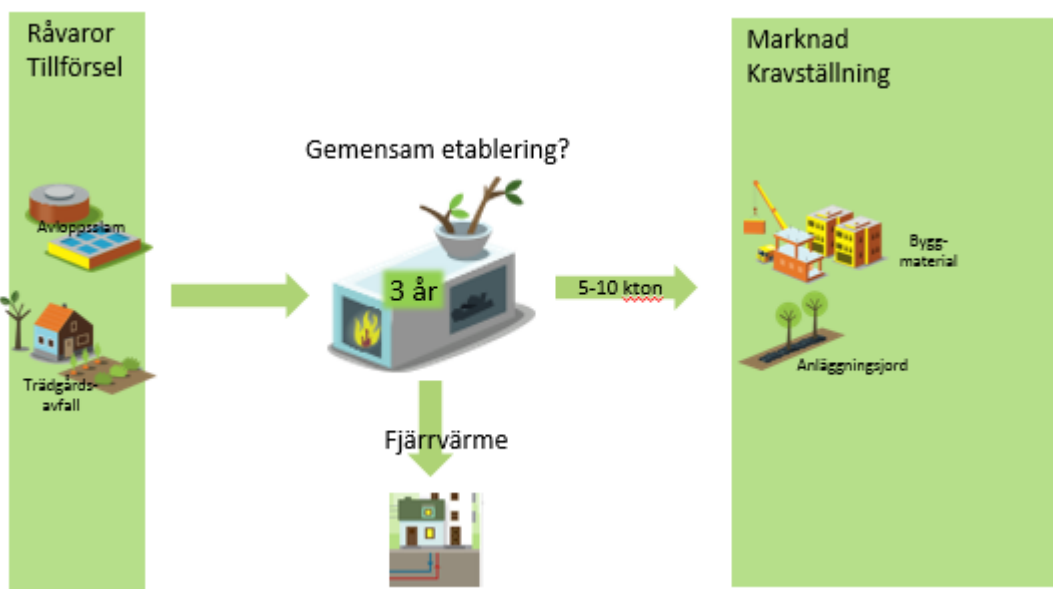 Råvaror
Tillförsel
Avloppsslam
Trädgårds-
avfall
Gemensam etablering?
3 år
5-10 kton
Fjärrvärme
Marknad
Kravställning
Bygg-
material
Anläggningsjord